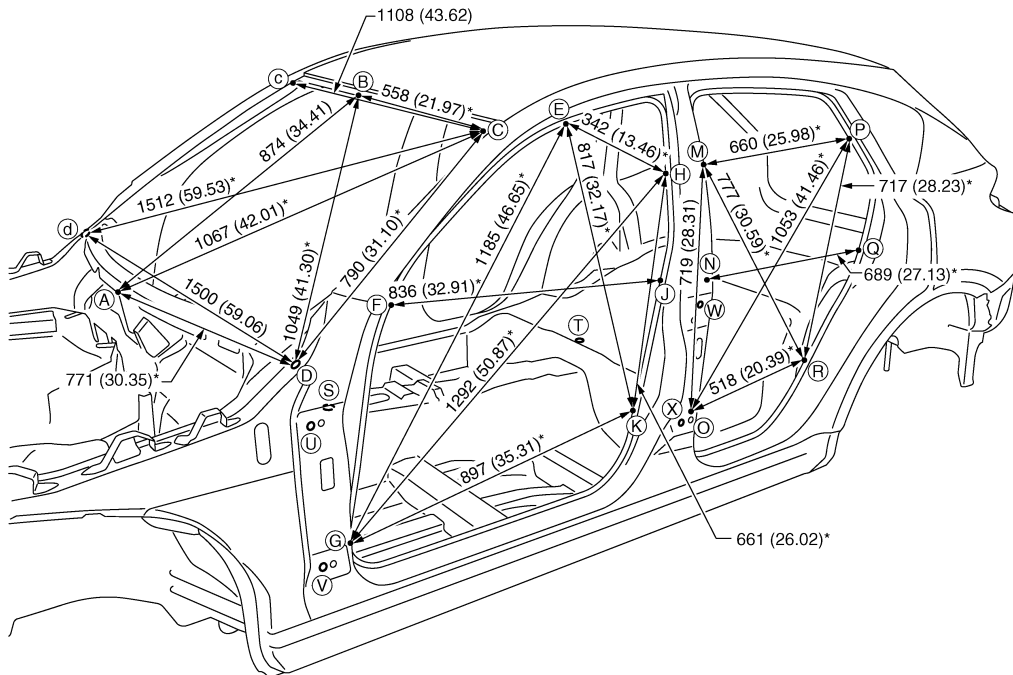 1108 (43.62)
c
B
558 (21.97)*
C
874 (34.41)
E
342 (13.46)*
817 (32.17)*
H
M
660 (25.98)*
P
717 (28.23)*
777 (30.59)*
1053 (41.46)*
1512 (59.53)*
1067 (42.01)*
d
1185 (46.65)*
790 (31.10)*
719 (28.31)
Q
689 (27.13)*
N
A
1500 (59.06)
1049 (41.30)*
F
836 (32.91)*
J
W
T
771 (30.35)*
D
1292 (50.87)*
518 (20.39)*
R
S
U
K
X
O
897 (35.31)*
G
661 (26.02)*
V